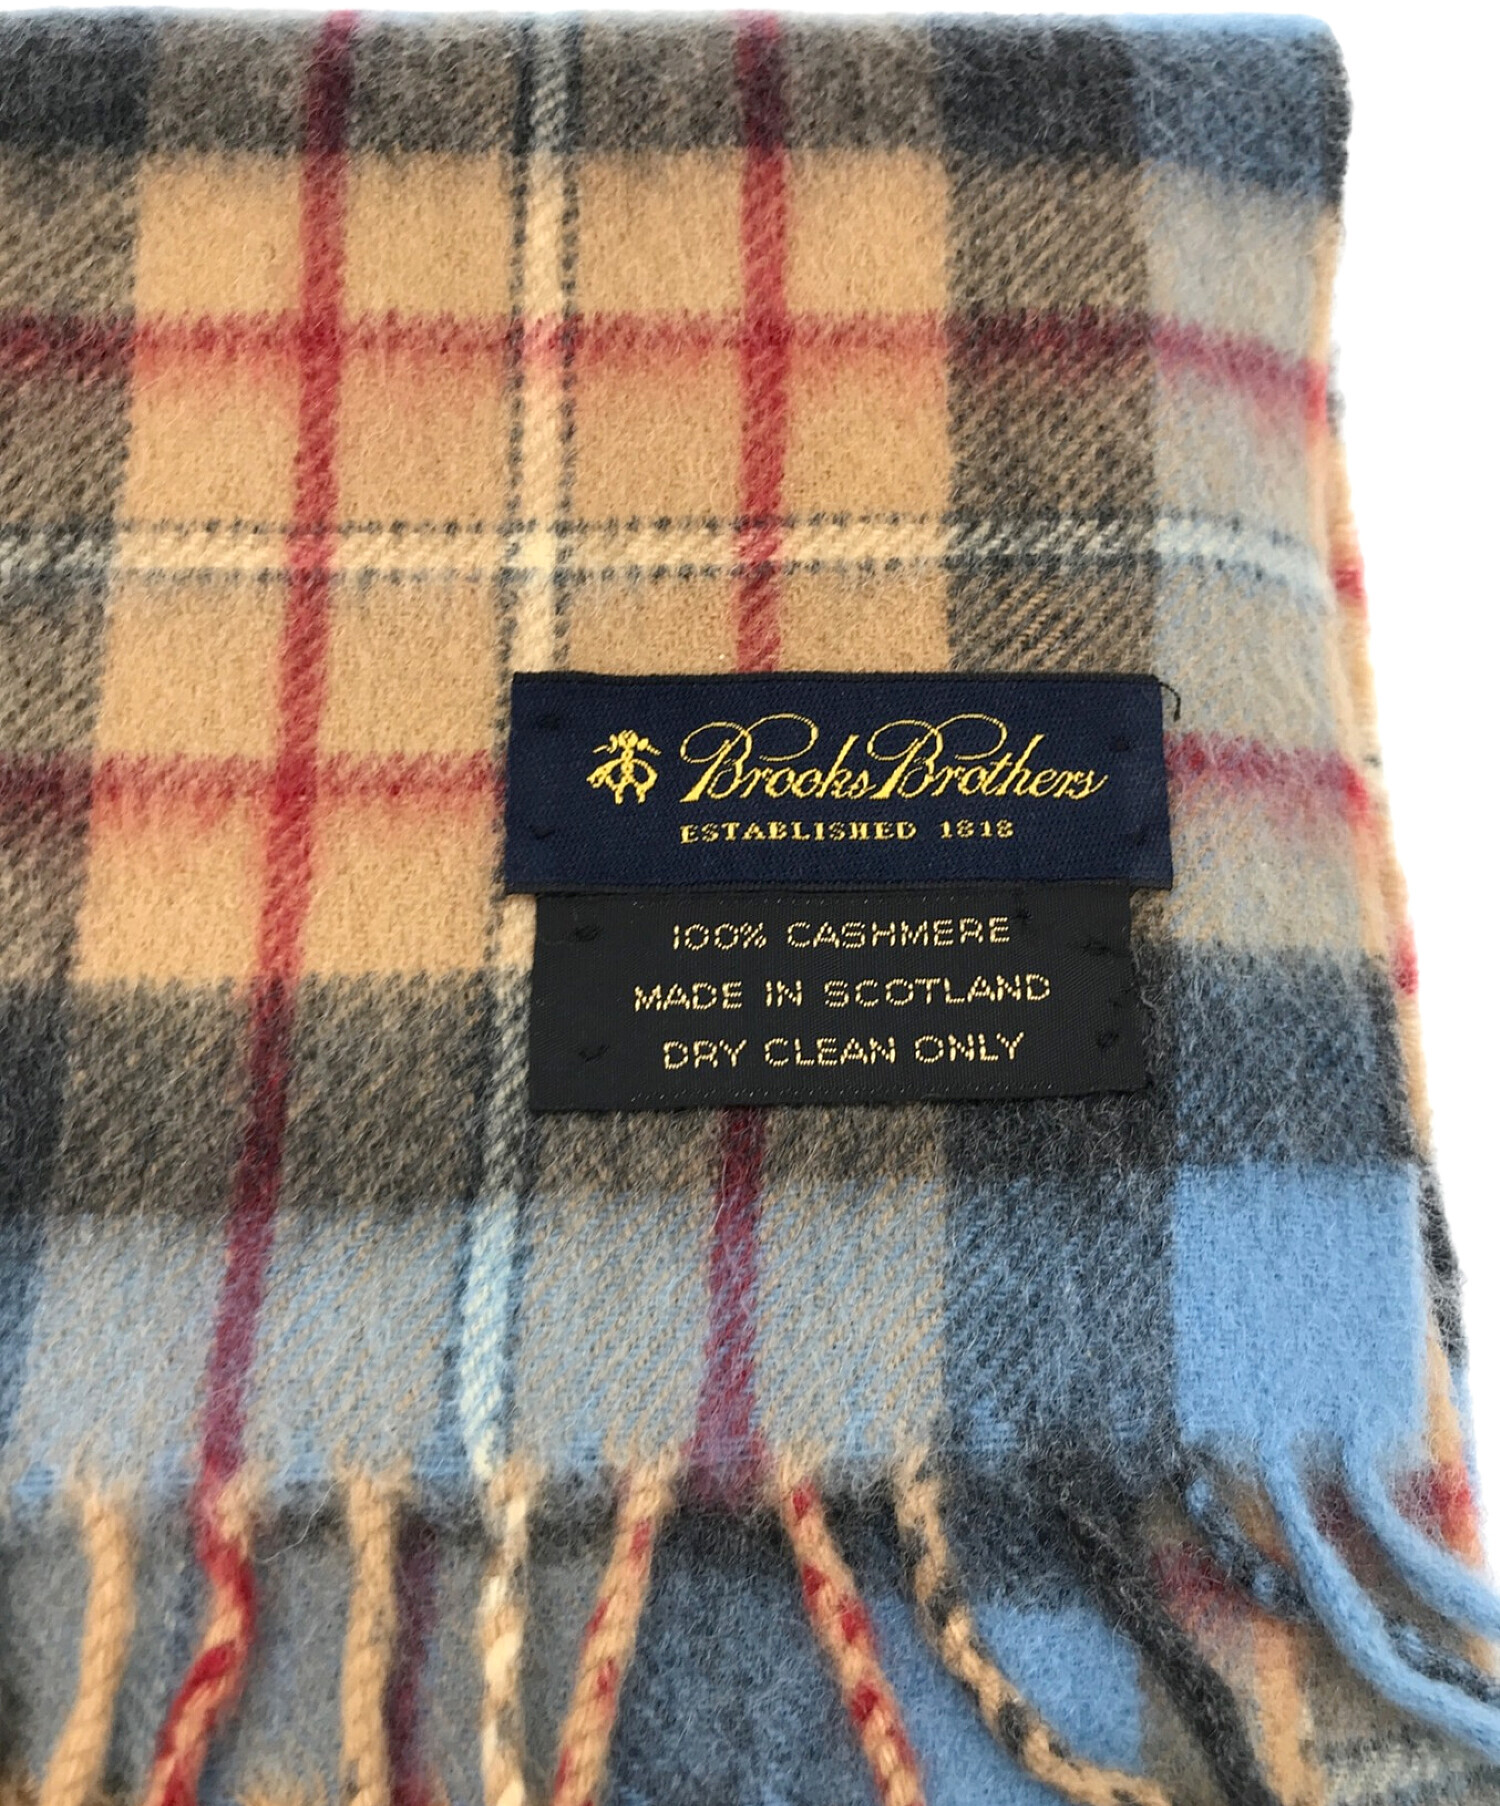 Brooks Brothers
ESTABLISHED 1818
100% CASHMERE
MADE IN SCOTLAND
DRY CLEAN ONLY